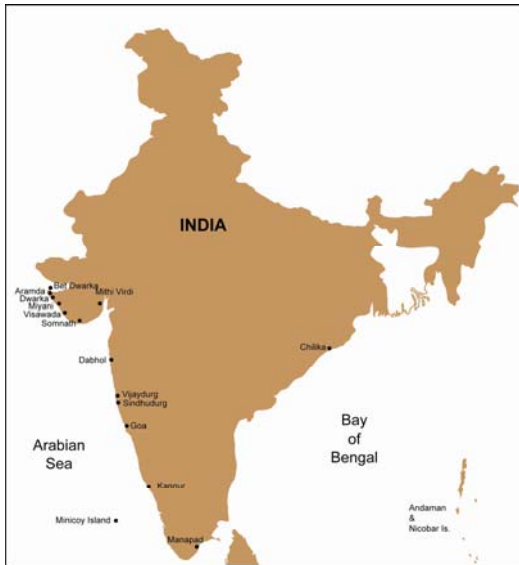 INDIA
Bet Dwarka
Aramda
Mithi Virdi
Dwarka
Miyani
Visawada
Somnath
Chilika
Dabhol
Vijaydurg
Sindhudurg
Goa
Bay
of
Bengal
Arabian
Sea
Kannur
Minicoy Island
Andaman
&
Nicobar Is.
Manapad